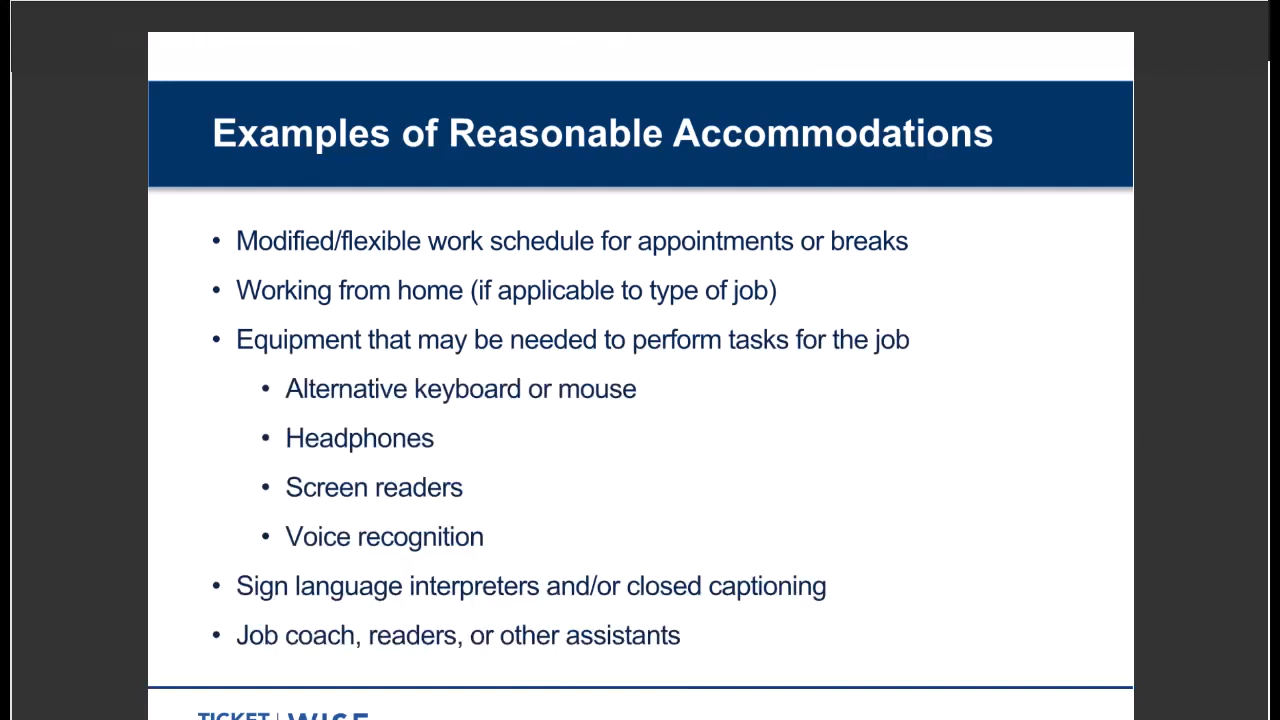 Examples of Reasonable Accommodations
• Modified/flexible work schedule for appointments or breaks
• Working from home (if applicable to type of job)
• Equipment that may be needed to perform tasks for the job
• Alternative keyboard or mouse
• Headphones
• Screen readers
• Voice recognition
• Sign language interpreters and/or closed captioning
• Job coach, readers, or other assistants
TICKET | WISE